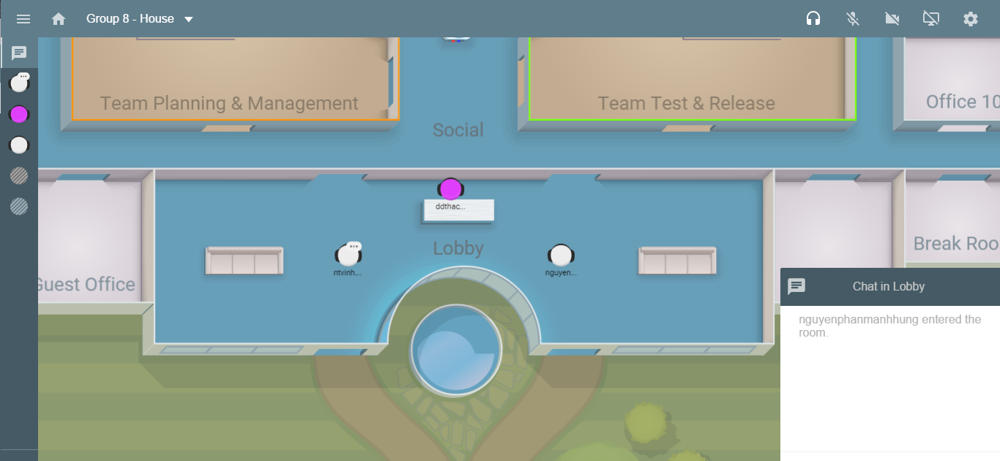 Group 8 - House
Team Planning & Management
Team Test & Release
Office 10
Social
ddthac...
Lobby
ntvinh....
nguyen...
Guest Office
Break Roo
Chat in Lobby
nguyenphanmanhhung entered the
room.